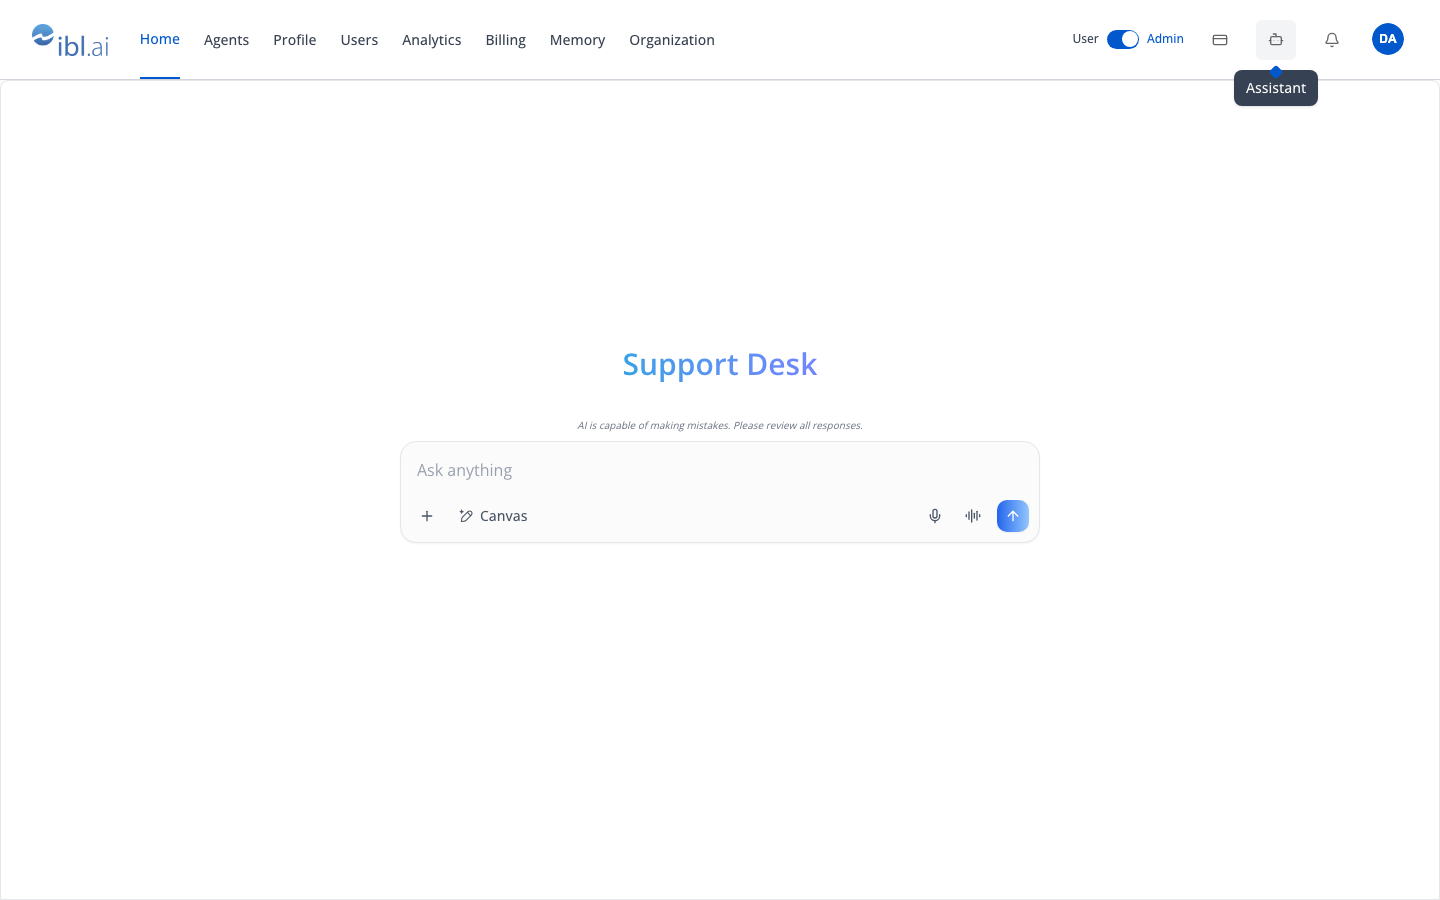 ibl.ai
Home
Agents
Profile
Users
Analytics
Billing
Memory
Organization
User
Admin
DA
Assistant
Support Desk
AI is capable of making mistakes. Please review all responses.
Ask anything
Canvas